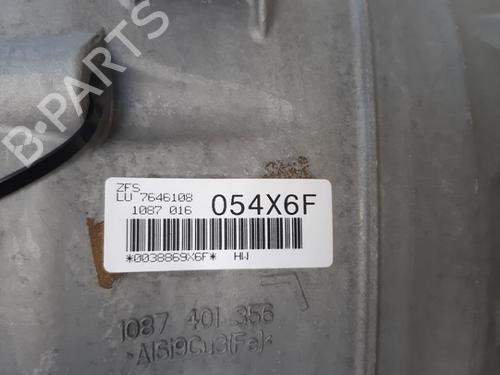 B-PARTS
ZFS
LU 7646108
1087 016
054X6F
*0038869X6F* HW
1087 401 356
*AlSi9Cu3(Fe)*